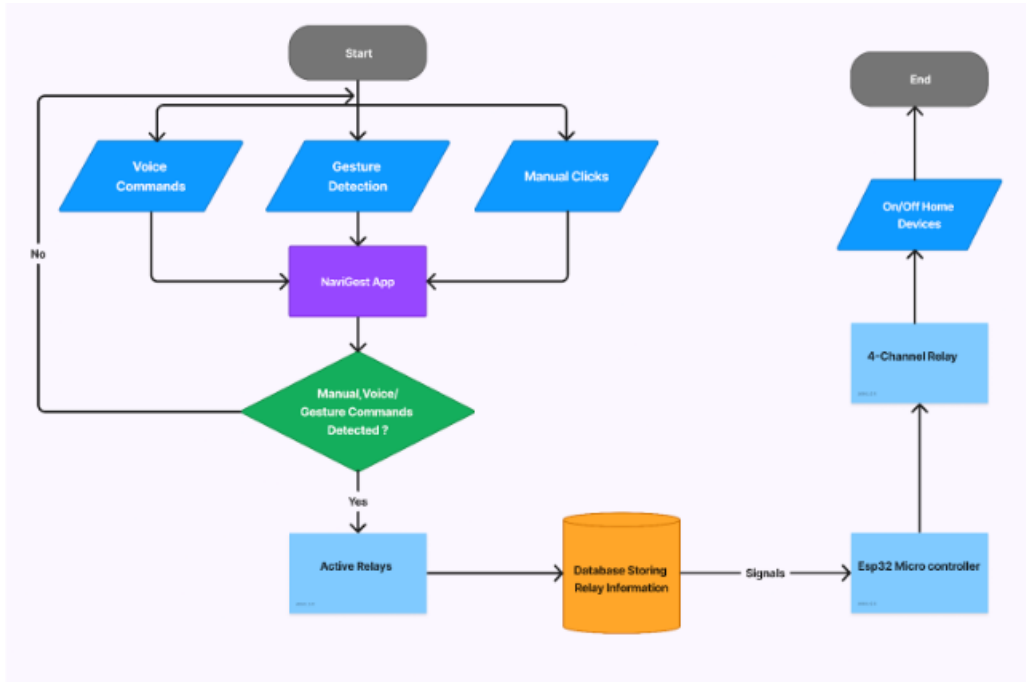 Start
End
Voice
Commands
Gesture
Detection
Manual Clicks
On/Off Home
Devices
No
NaviGest App
4-Channel Relay
Manual,Voice/
Gesture Commands
Detected ?
Yes
Active Relays
Database Storing
Relay Information
Signals
Esp32 Micro controller